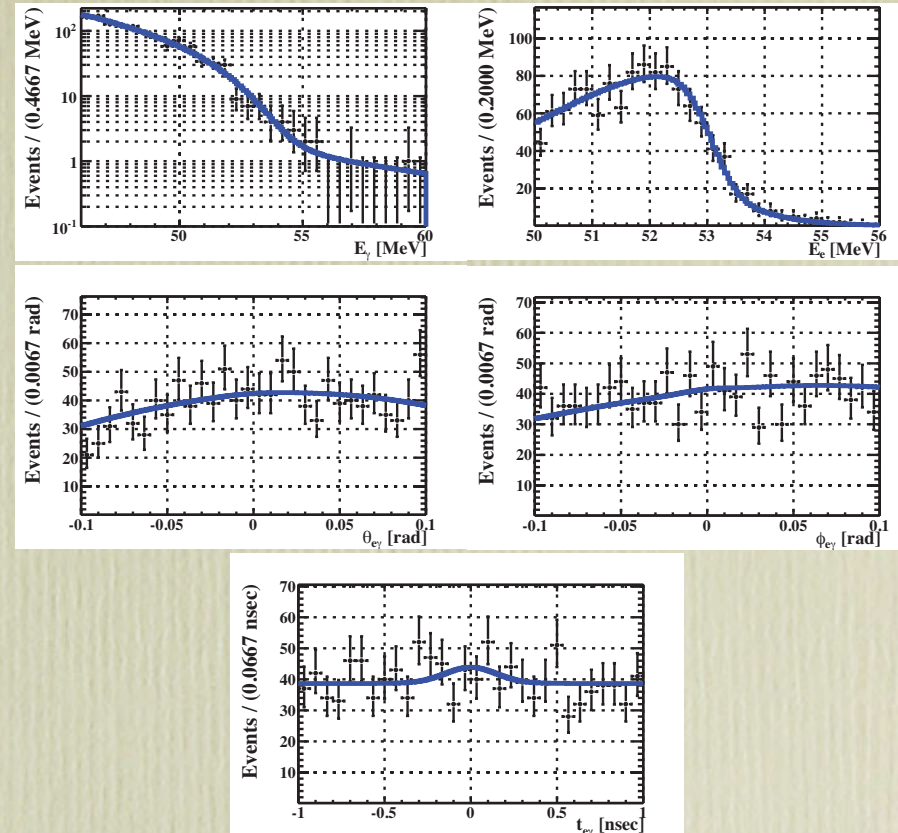 Events / (0.4667 MeV)
10²
10
1
10⁻¹
50 55 60
E_γ [MeV]
Events / (0.2000 MeV)
100
80
60
40
20
50 51 52 53 54 55 56
E_e [MeV]
Events / (0.0067 rad)
70
60
50
40
30
20
10
-0.1 -0.05 0 0.05 0.1
θ_eγ [rad]
Events / (0.0067 rad)
70
60
50
40
30
20
10
-0.1 -0.05 0 0.05 0.1
ϕ_eγ [rad]
Events / (0.0667 nsec)
70
60
50
40
30
20
10
-1 -0.5 0 0.5 1
t_eγ [nsec]